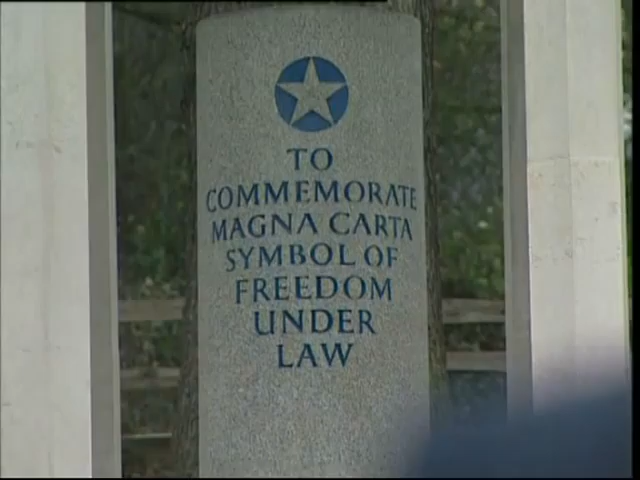 TO
COMMEMORATE
MAGNA CARTA
SYMBOL OF
FREEDOM
UNDER
LAW